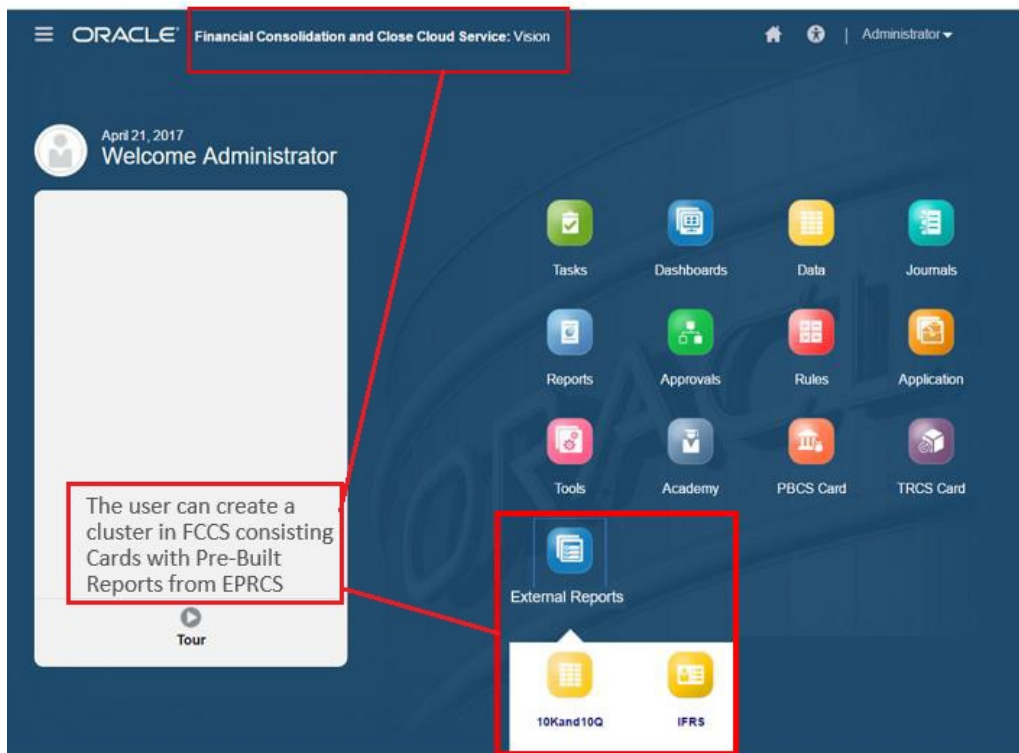 ORACLE Financial Consolidation and Close Cloud Service: Vision
Administrator
April 21, 2017
Welcome Administrator
Tasks Dashboards Data Journals
Reports Approvals Rules Application
Tools Academy PBCS Card TRCS Card
The user can create a
cluster in FCCS consisting
Cards with Pre-Built
Reports from EPRCS
External Reports
Tour
10Kand10Q IFRS